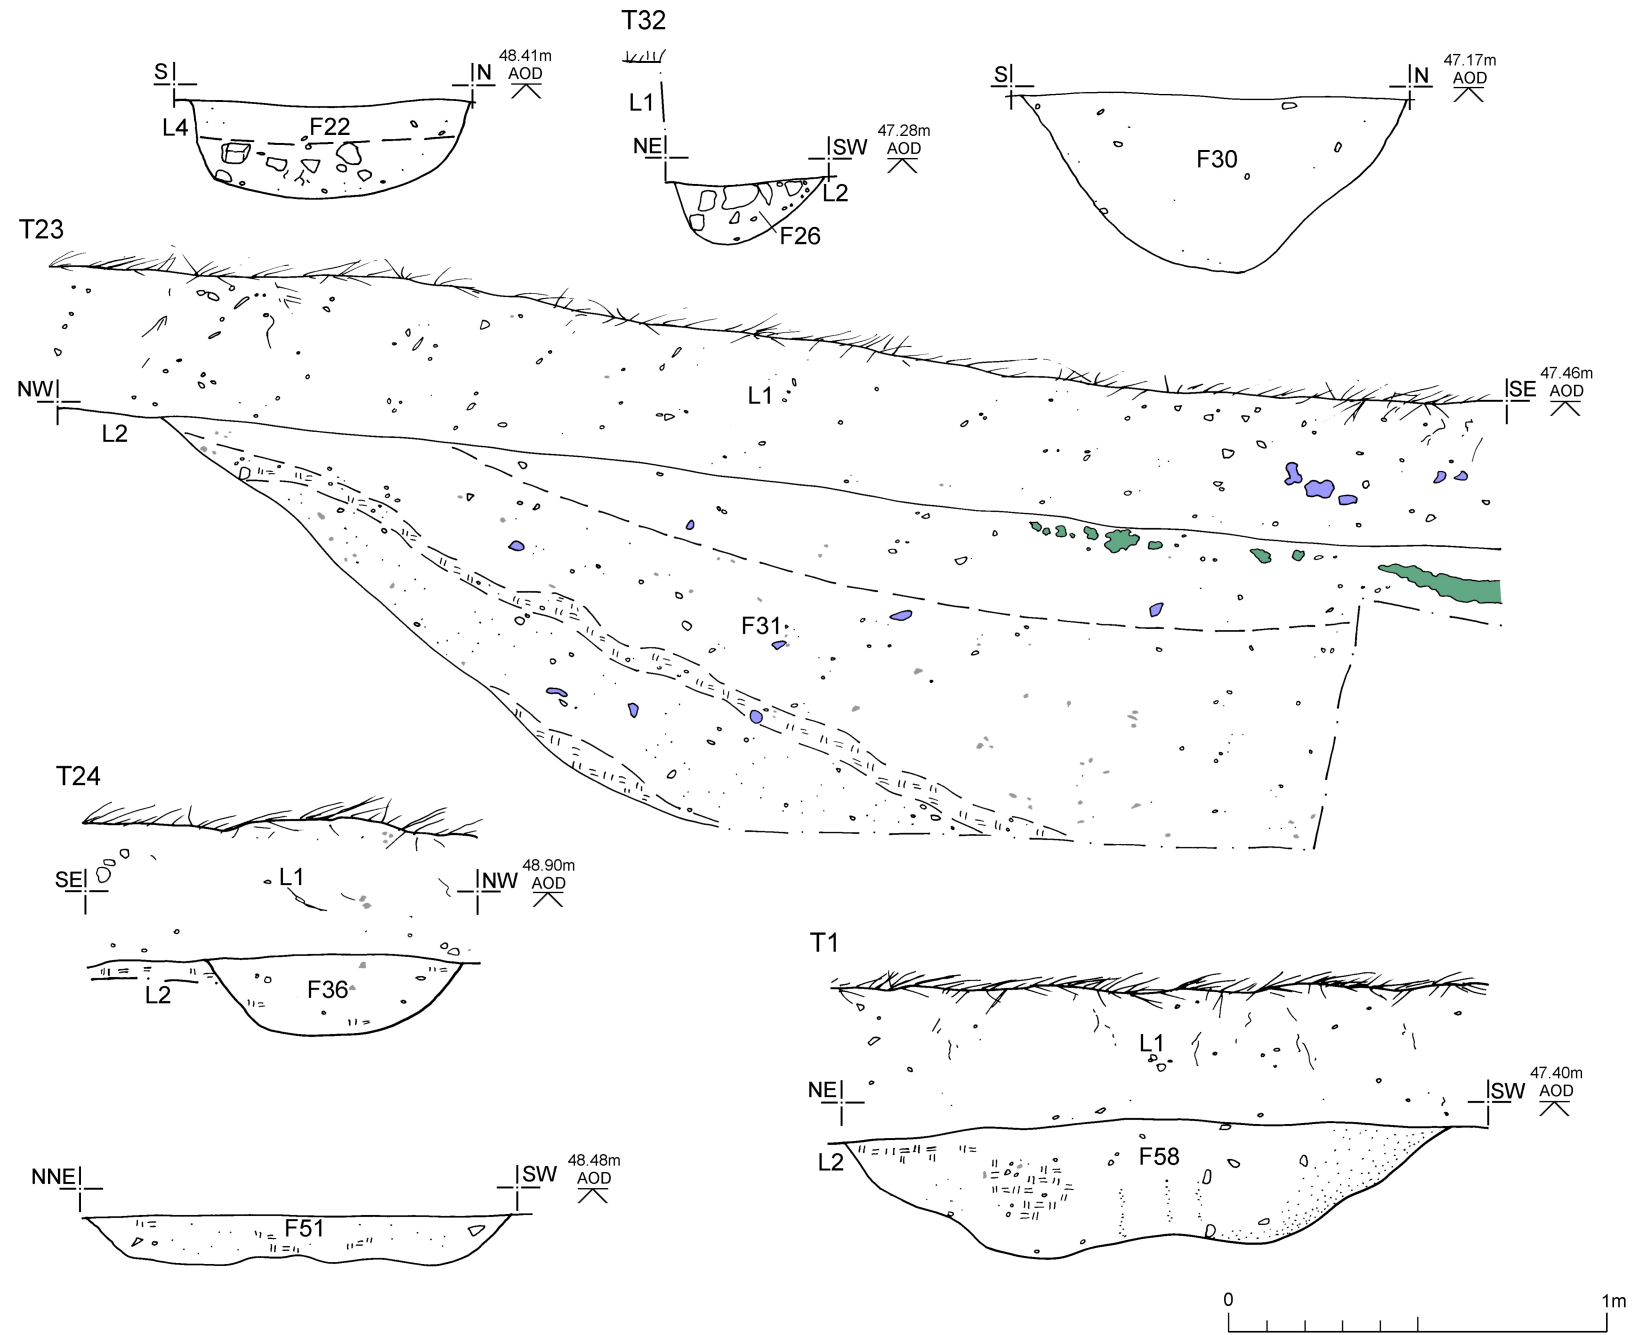 T32
48.41m
S N AOD
L4 F22
L1
47.28m
NE SW AOD
L2
F26
47.17m
S N AOD
F30
T23
L1
47.46m
NW SE AOD
L2
F31
T24
L1
48.90m
SE NW AOD
L2 F36
T1
L1
47.40m
NE SW AOD
L2 F58
48.48m
NNE SW AOD
F51
0 1m